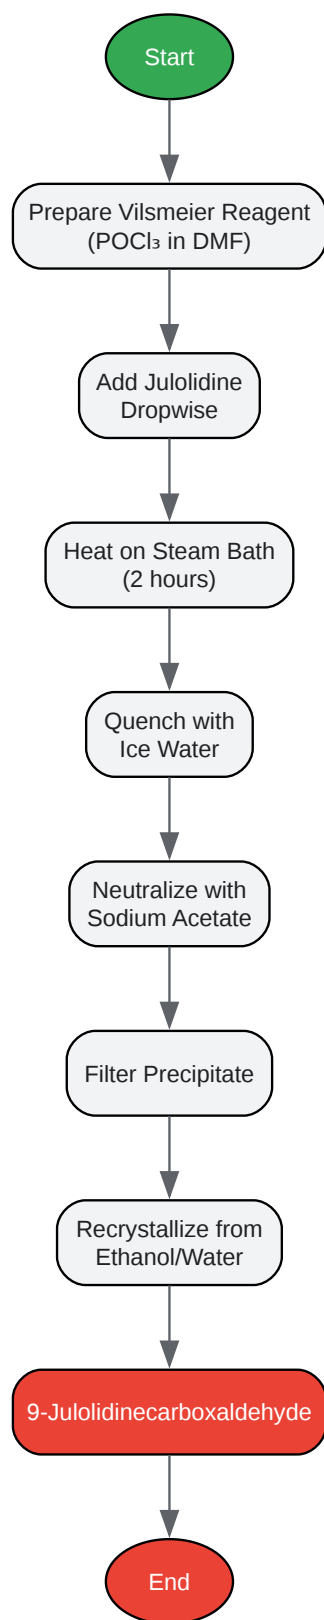 Start
Prepare Vilsmeier Reagent
(POCl₃ in DMF)
Add Julolidine
Dropwise
Heat on Steam Bath
(2 hours)
Quench with
Ice Water
Neutralize with
Sodium Acetate
Filter Precipitate
Recrystallize from
Ethanol/Water
9-Julolidinecarboxaldehyde
End